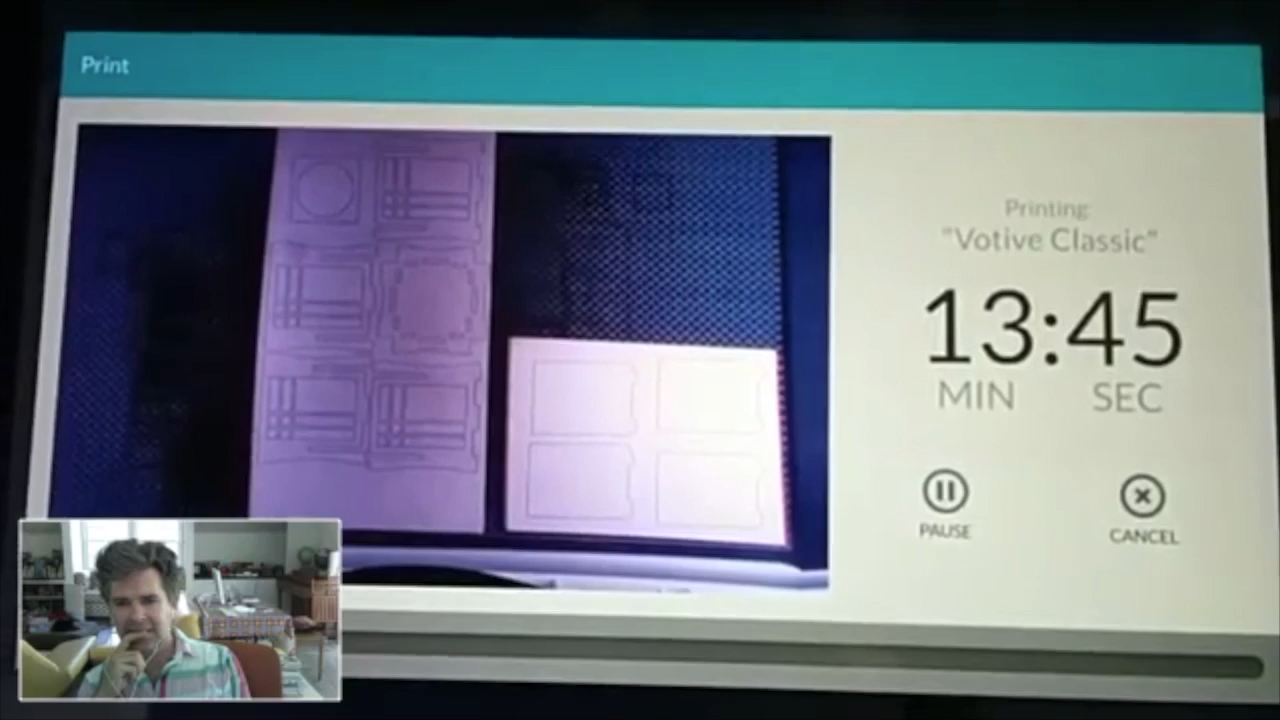 Print
Printing:
"Votive Classic"
13:45
MIN SEC
PAUSE
CANCEL